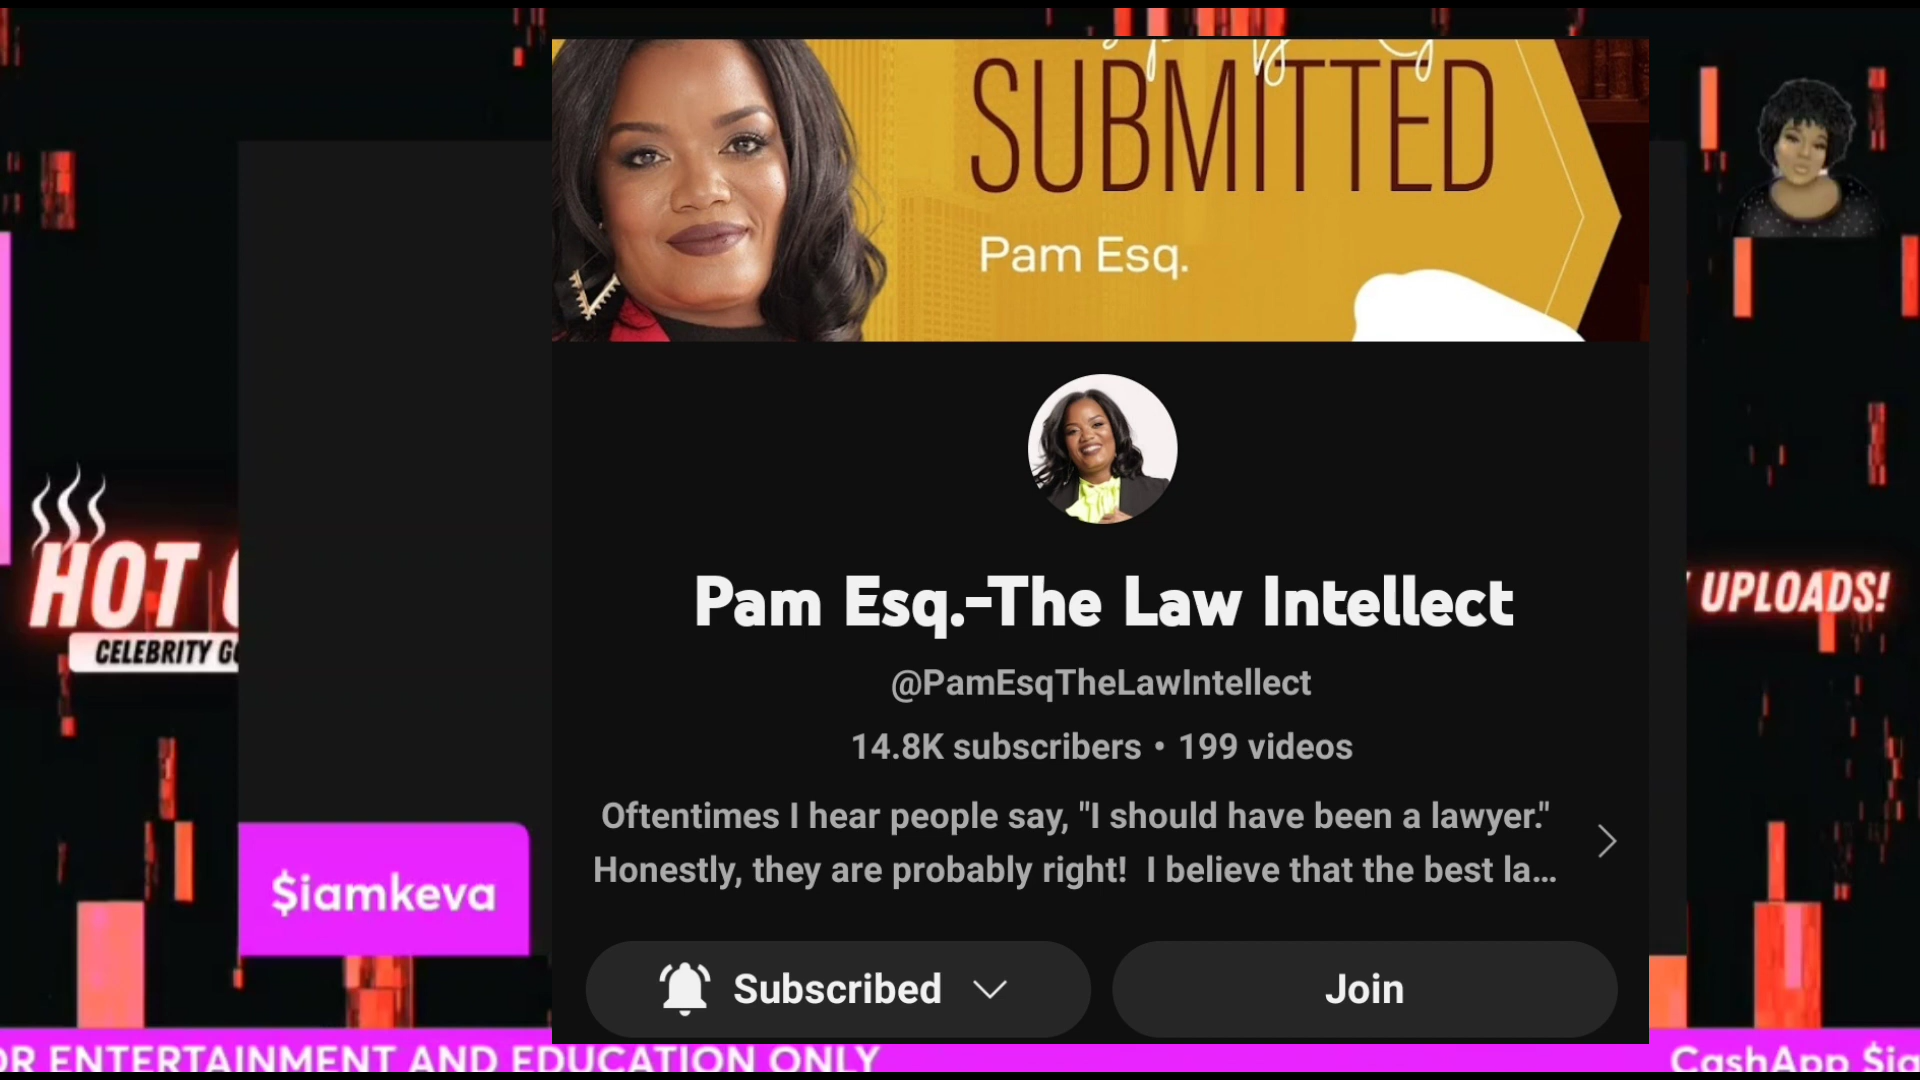 SUBMITTED
Pam Esq.
Pam Esq.-The Law Intellect
@PamEsqTheLawIntellect
14.8K subscribers • 199 videos
Oftentimes I hear people say, "I should have been a lawyer."
Honestly, they are probably right! I believe that the best la...
Subscribed
Join
HOT
CELEBRITY
UPLOADS!
$iamkeva
ENTERTAINMENT AND EDUCATION ONLY
CashApp